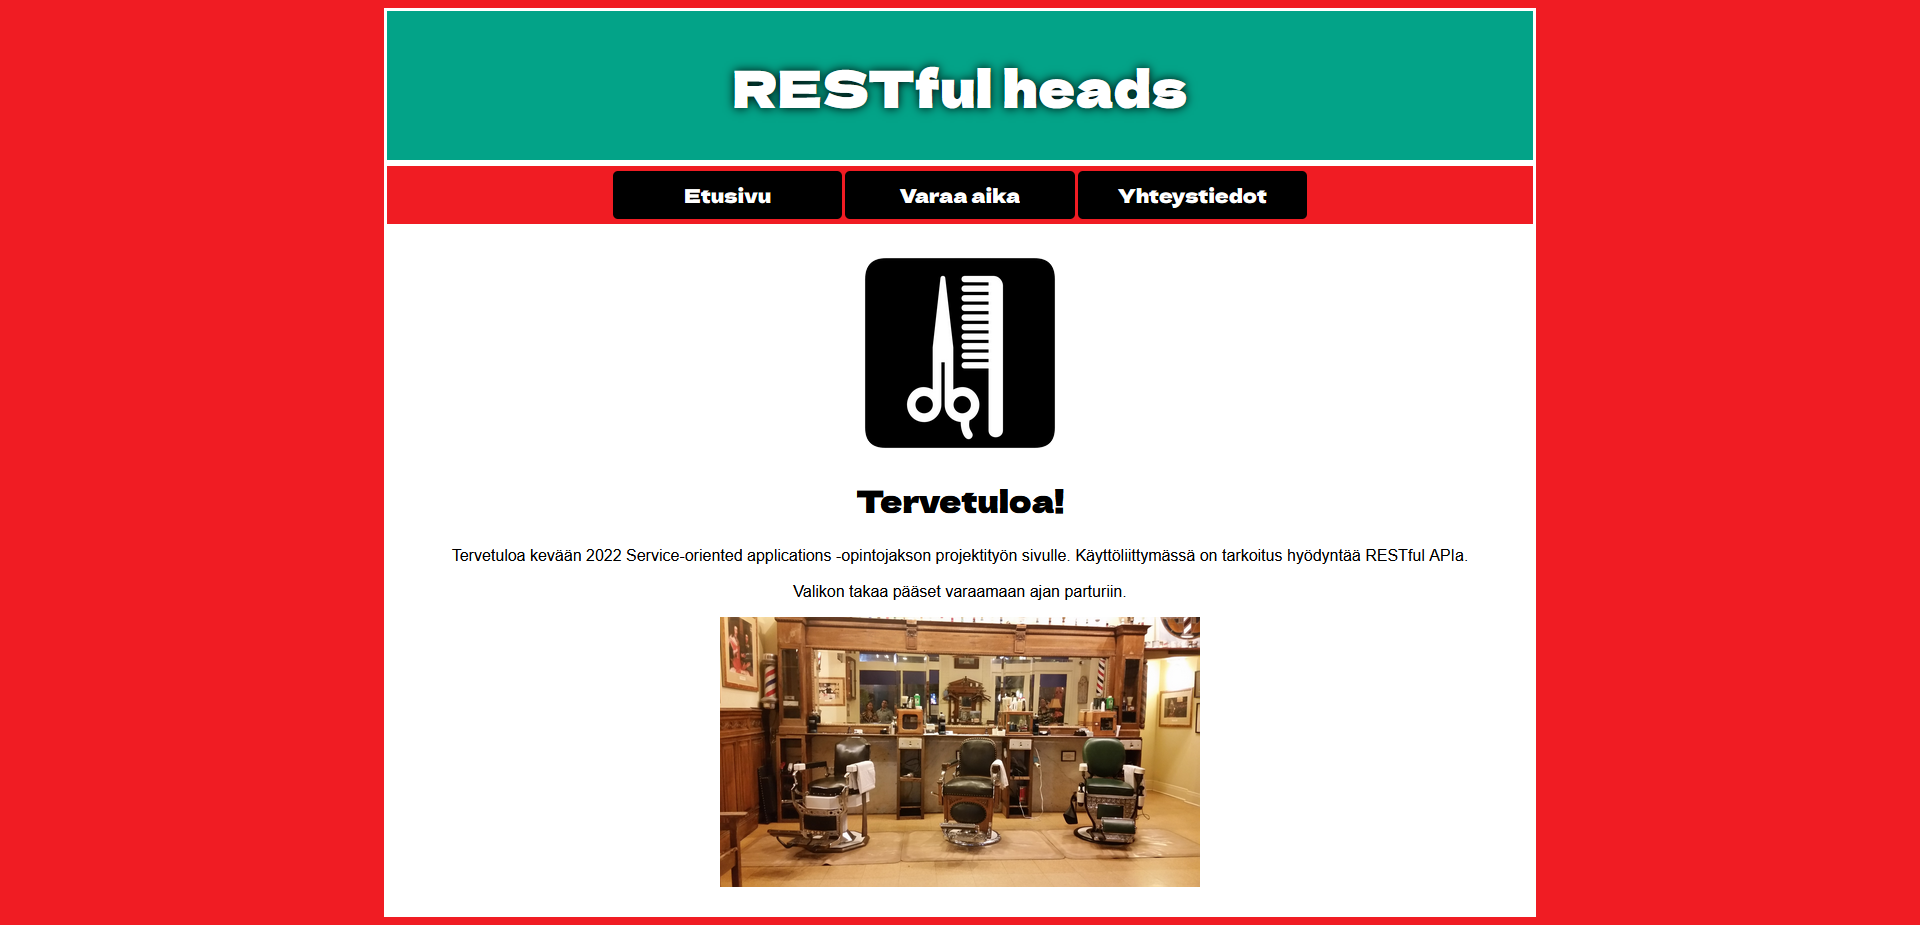 RESTful heads
Etusivu
Varaa aika
Yhteystiedot
Tervetuloa!
Tervetuloa kevään 2022 Service-oriented applications -opintojakson projektityön sivulle. Käyttöliittymässä on tarkoitus hyödyntää RESTful APIa.
Valikon takaa pääset varaamaan ajan parturiin.